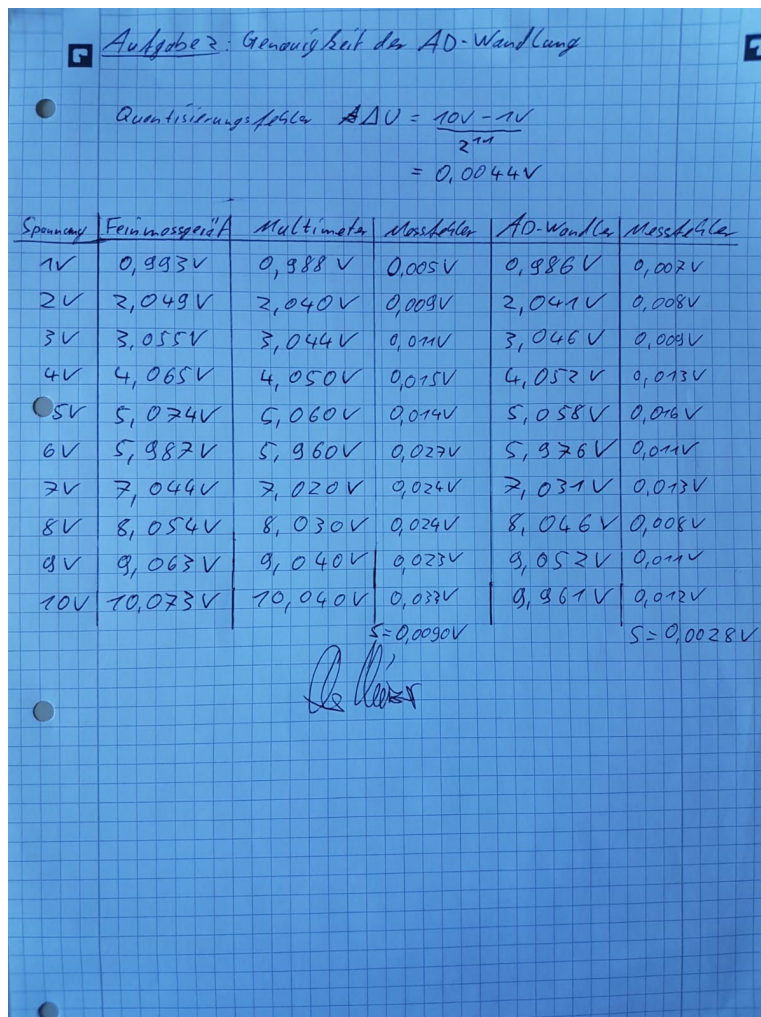 Aufgabe 2: Genauigkeit der AD-Wandlung
Quantisierungsfehler ΔU = 10V - 1V
2^11
= 0,0044V
Spannung Feinmessgerät Multimeter Messfehler AD-Wandler Messfehler
1V 0,993V 0,988V 0,005V 0,986V 0,007V
2V 2,049V 2,040V 0,009V 2,041V 0,008V
3V 3,055V 3,044V 0,011V 3,046V 0,009V
4V 4,065V 4,050V 0,015V 4,052V 0,013V
5V 5,074V 5,060V 0,014V 5,058V 0,016V
6V 5,987V 5,960V 0,027V 5,976V 0,011V
7V 7,044V 7,020V 0,024V 7,031V 0,013V
8V 8,054V 8,030V 0,024V 8,046V 0,008V
9V 9,063V 9,040V 0,023V 9,052V 0,011V
10V 10,073V 10,040V 0,033V 9,961V 0,012V
S=0,0090V S=0,0028V